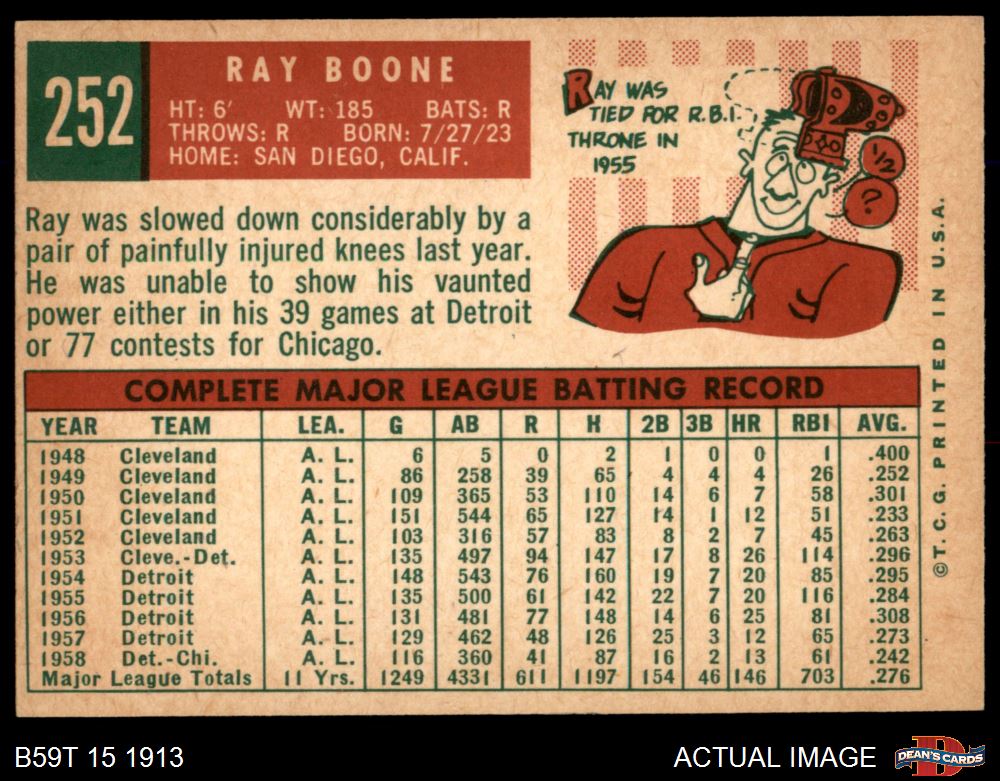 252
RAY BOONE
HT: 6' WT: 185 BATS: R
THROWS: R BORN: 7/27/23
HOME: SAN DIEGO, CALIF.
RAY WAS
TIED FOR R.B.I.
THRONE IN
1955
1/2
?
Ray was slowed down considerably by a
pair of painfully injured knees last year.
He was unable to show his vaunted
power either in his 39 games at Detroit
or 77 contests for Chicago.
COMPLETE MAJOR LEAGUE BATTING RECORD
YEAR TEAM LEA. G AB R H 2B 3B HR RBI AVG.
1948 Cleveland A. L. 6 5 0 2 1 0 0 1 .400
1949 Cleveland A. L. 86 258 39 65 4 4 4 26 .252
1950 Cleveland A. L. 109 365 53 110 14 6 7 58 .301
1951 Cleveland A. L. 151 544 65 127 14 1 12 51 .233
1952 Cleveland A. L. 103 316 57 83 8 2 7 45 .263
1953 Cleve.-Det. A. L. 135 497 94 147 17 8 26 114 .296
1954 Detroit A. L. 148 543 76 160 19 7 20 85 .295
1955 Detroit A. L. 135 500 61 142 22 7 20 116 .284
1956 Detroit A. L. 131 481 77 148 14 6 25 81 .308
1957 Detroit A. L. 129 462 48 126 25 3 12 65 .273
1958 Det.-Chi. A. L. 116 360 41 87 16 2 13 61 .242
Major League Totals 11 Yrs. 1249 4331 611 1197 154 46 146 703 .276
© T. C. G. PRINTED IN U.S.A.
B59T 15 1913
ACTUAL IMAGE
DEAN'S CARDS